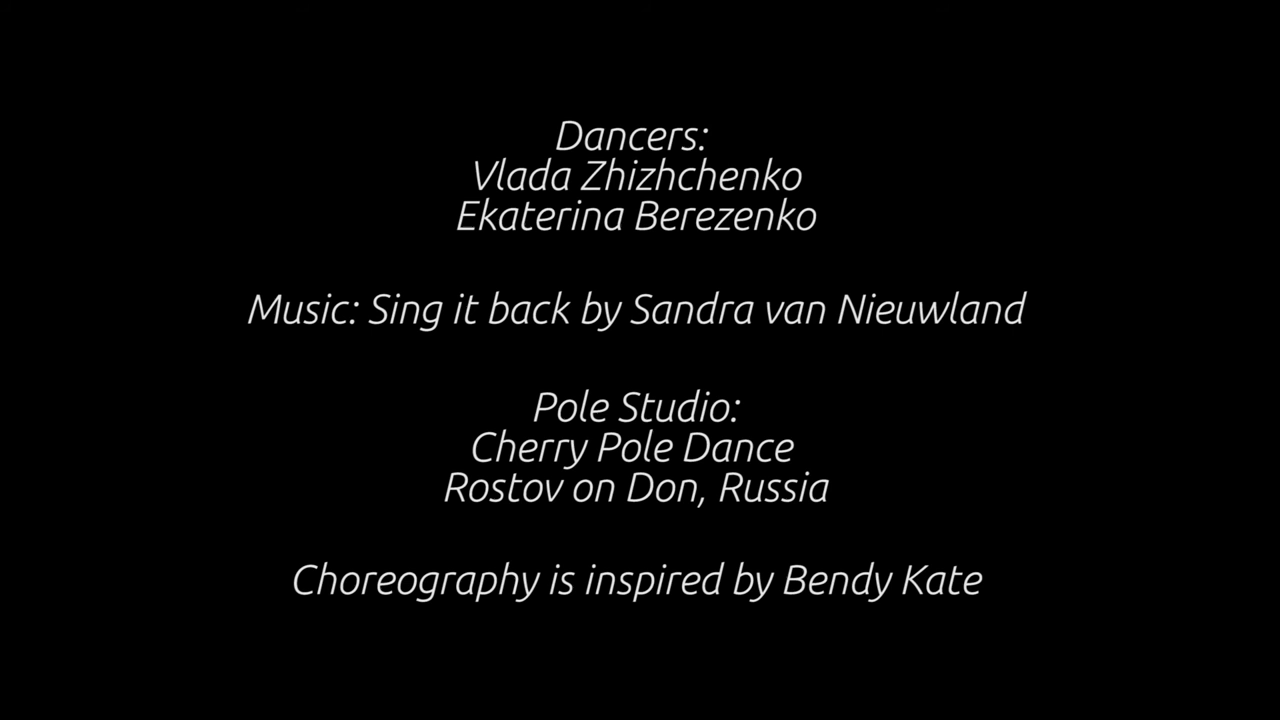 Dancers:
Vlada Zhizhchenko
Ekaterina Berezenko
Music: Sing it back by Sandra van Nieuwland
Pole Studio:
Cherry Pole Dance
Rostov on Don, Russia
Choreography is inspired by Bendy Kate